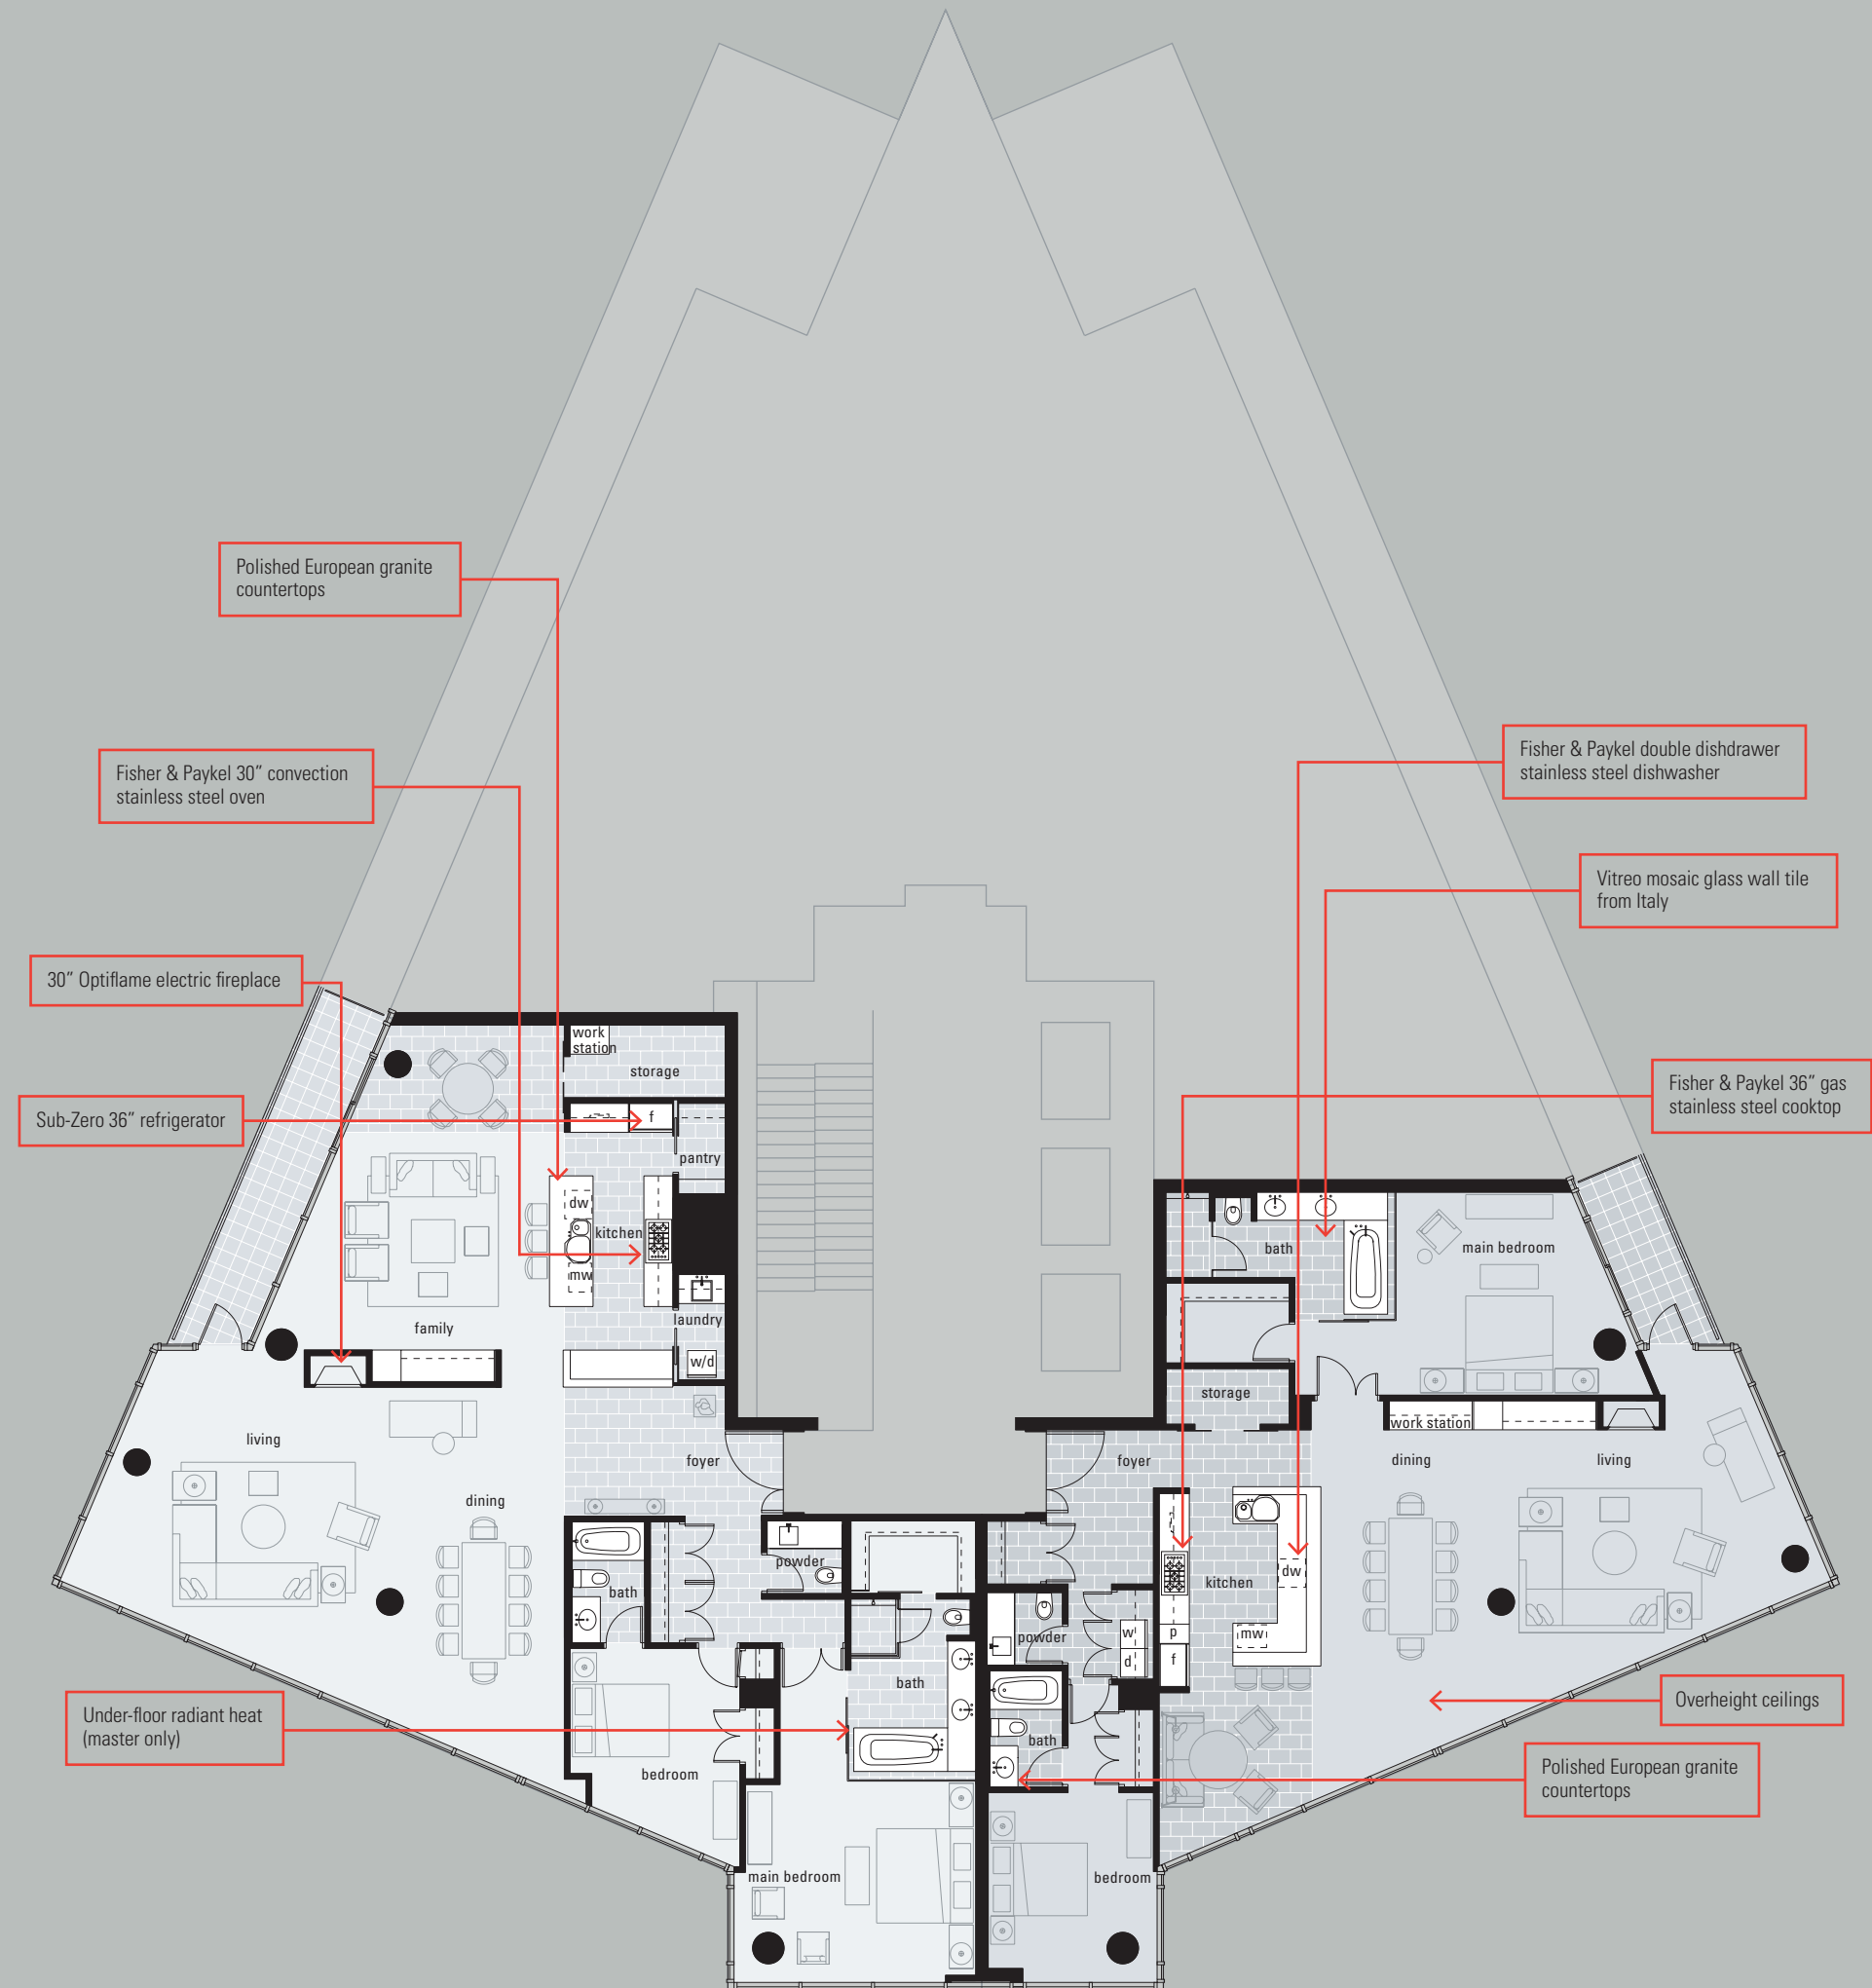 Polished European granite
countertops
Fisher & Paykel 30” convection
stainless steel oven
30” Optiflame electric fireplace
Sub-Zero 36” refrigerator
Under-floor radiant heat
(master only)
Fisher & Paykel double dishdrawer
stainless steel dishwasher
Vitreo mosaic glass wall tile
from Italy
Fisher & Paykel 36” gas
stainless steel cooktop
Overheight ceilings
Polished European granite
countertops
work
station
storage
f
pantry
dw
kitchen
mw
laundry
w/d
family
living
dining
foyer
bath
powder
bath
bedroom
main bedroom
bath
main bedroom
storage
work station
foyer
dining
living
kitchen
dw
mw
p
f
powder
w
d
bath
bedroom